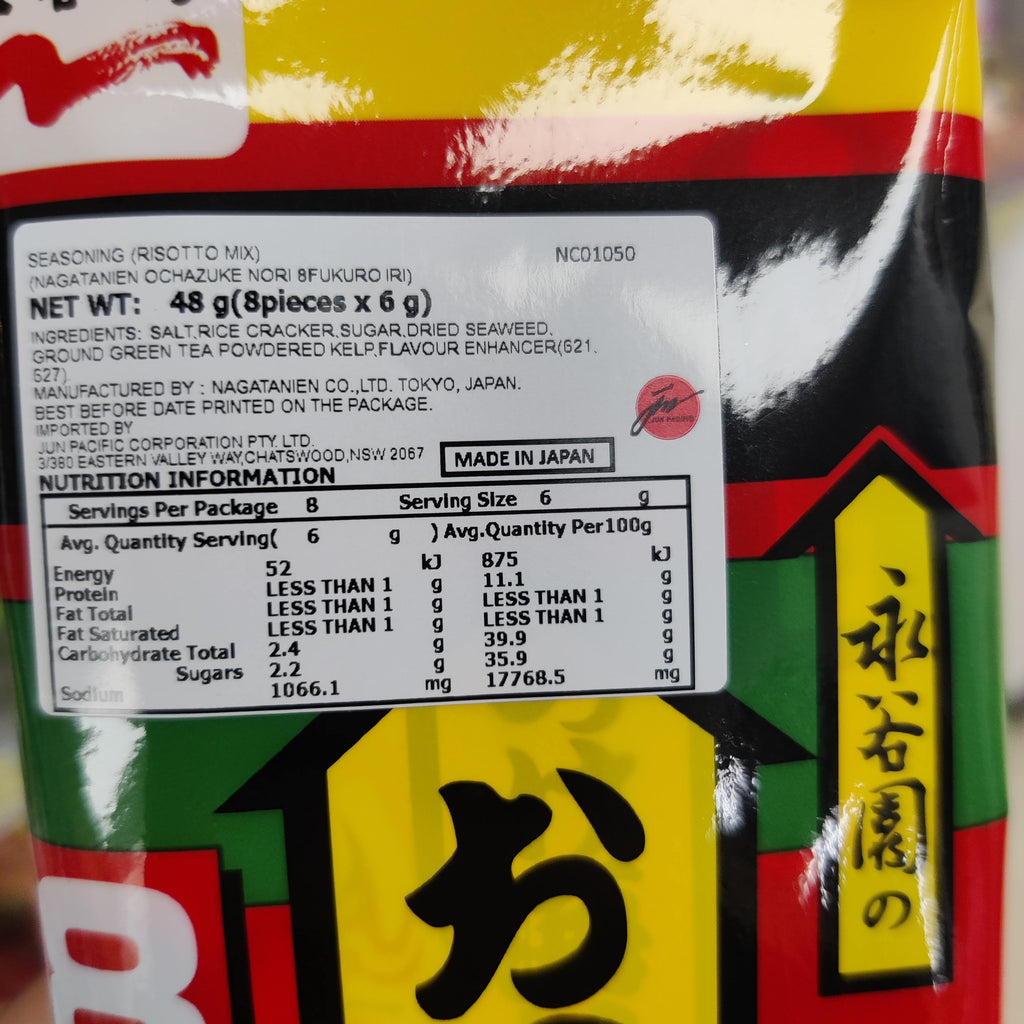 SEASONING (RISOTTO MIX) NC01050
(NAGATANIEN OCHAZUKE NORI 8FUKURO IRI)
NET WT: 48 g(8pieces x 6 g)
INGREDIENTS: SALT,RICE CRACKER,SUGAR,DRIED SEAWEED,
GROUND GREEN TEA POWDERED KELP,FLAVOUR ENHANCER(621,
627)
MANUFACTURED BY : NAGATANIEN CO.,LTD. TOKYO, JAPAN.
BEST BEFORE DATE PRINTED ON THE PACKAGE.
IMPORTED BY
JUN PACIFIC CORPORATION PTY. LTD.
3/380 EASTERN VALLEY WAY,CHATSWOOD,NSW 2067
JUN PACIFIC
MADE IN JAPAN
NUTRITION INFORMATION
Servings Per Package 8 Serving Size 6 g
Avg. Quantity Serving( 6 g ) Avg.Quantity Per100g
Energy 52 kJ 875 kJ
Protein LESS THAN 1 g 11.1 g
Fat Total LESS THAN 1 g LESS THAN 1 g
Fat Saturated LESS THAN 1 g LESS THAN 1 g
Carbohydrate Total 2.4 g 39.9 g
Sugars 2.2 g 35.9 g
Sodium 1066.1 mg 17768.5 mg
永谷園の
お
8